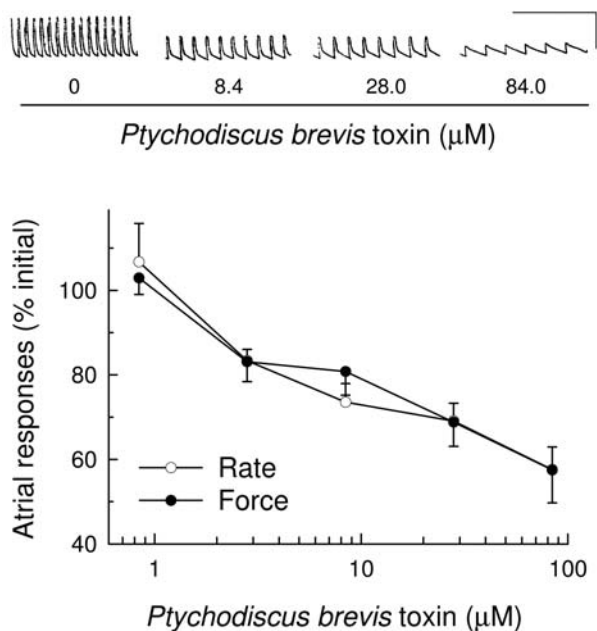 0 8.4 28.0 84.0
Ptychodiscus brevis toxin (μM)
Atrial responses (% initial)
100
80
60
40
Rate
Force
1 10 100
Ptychodiscus brevis toxin (μM)